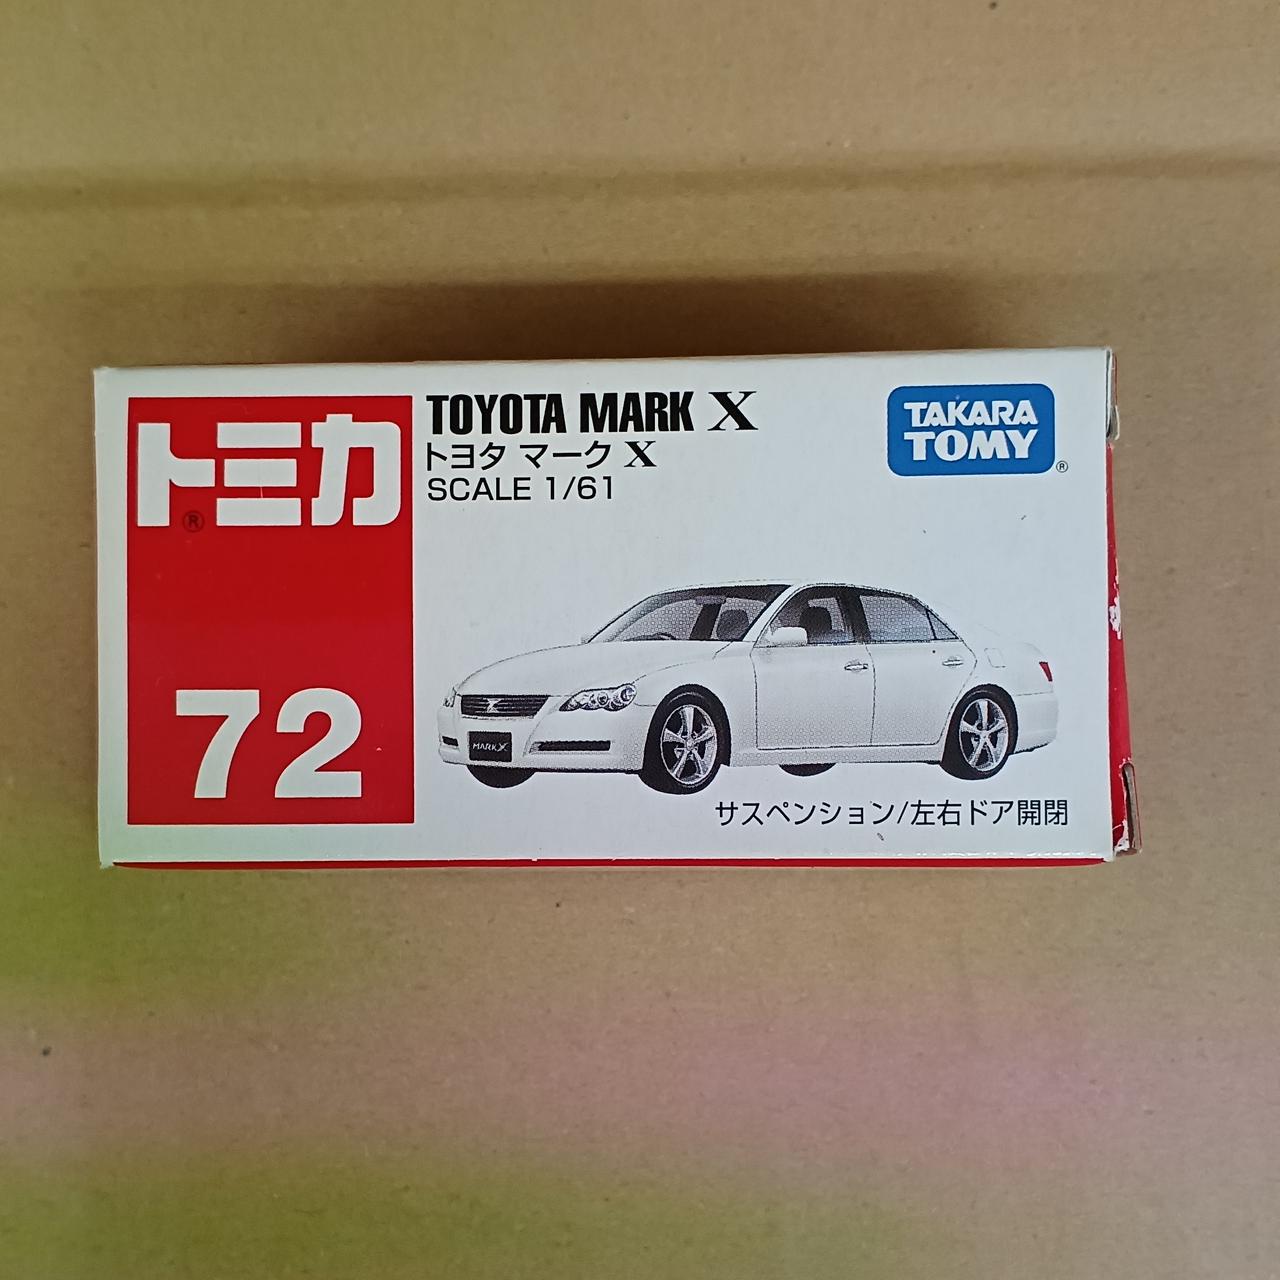 トミカ
®
72
TOYOTA MARK X
トヨタ マーク X
SCALE 1/61
TAKARA
TOMY
®
MARK X
サスペンション/左右ドア開閉